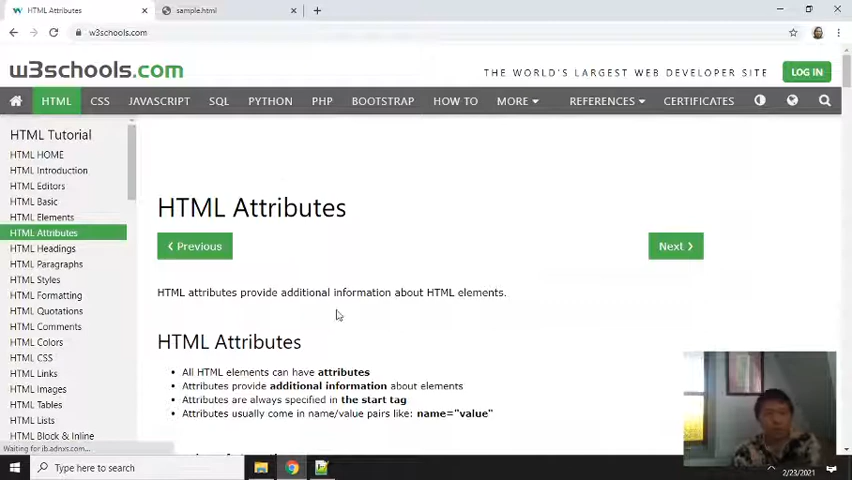 HTML Attributes
sample.html
w3schools.com
w3schools.com
THE WORLD'S LARGEST WEB DEVELOPER SITE
LOG IN
HTML
CSS
JAVASCRIPT
SQL
PYTHON
PHP
BOOTSTRAP
HOW TO
MORE
REFERENCES
CERTIFICATES
HTML Tutorial
HTML HOME
HTML Introduction
HTML Editors
HTML Basic
HTML Elements
HTML Attributes
HTML Headings
HTML Paragraphs
HTML Styles
HTML Formatting
HTML Quotations
HTML Comments
HTML Colors
HTML CSS
HTML Links
HTML Images
HTML Tables
HTML Lists
HTML Block & Inline
HTML Attributes
❮ Previous
Next ❯
HTML attributes provide additional information about HTML elements.
HTML Attributes
• All HTML elements can have attributes
• Attributes provide additional information about elements
• Attributes are always specified in the start tag
• Attributes usually come in name/value pairs like: name="value"
Waiting for ib.adnxs.com...
Type here to search
2/23/2021